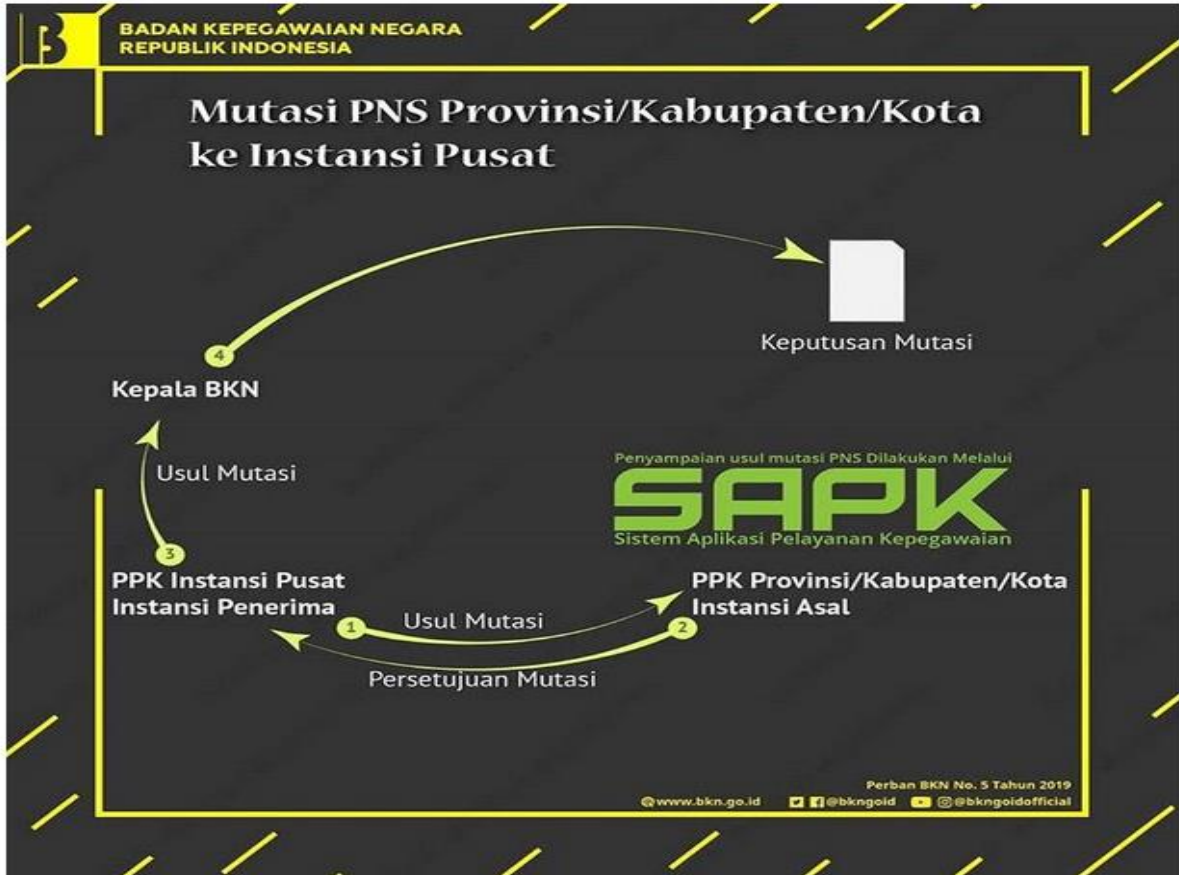 BADAN KEPEGAWAIAN NEGARA
REPUBLIK INDONESIA
Mutasi PNS Provinsi/Kabupaten/Kota
ke Instansi Pusat
Keputusan Mutasi
4
Kepala BKN
Usul Mutasi
Penyampaian usul mutasi PNS Dilakukan Melalui
SAPK
Sistem Aplikasi Pelayanan Kepegawaian
3
PPK Instansi Pusat
Instansi Penerima
PPK Provinsi/Kabupaten/Kota
Instansi Asal
1
Usul Mutasi
2
Persetujuan Mutasi
Perban BKN No. 5 Tahun 2019
www.bkn.go.id @bkngoid @bkngoidofficial